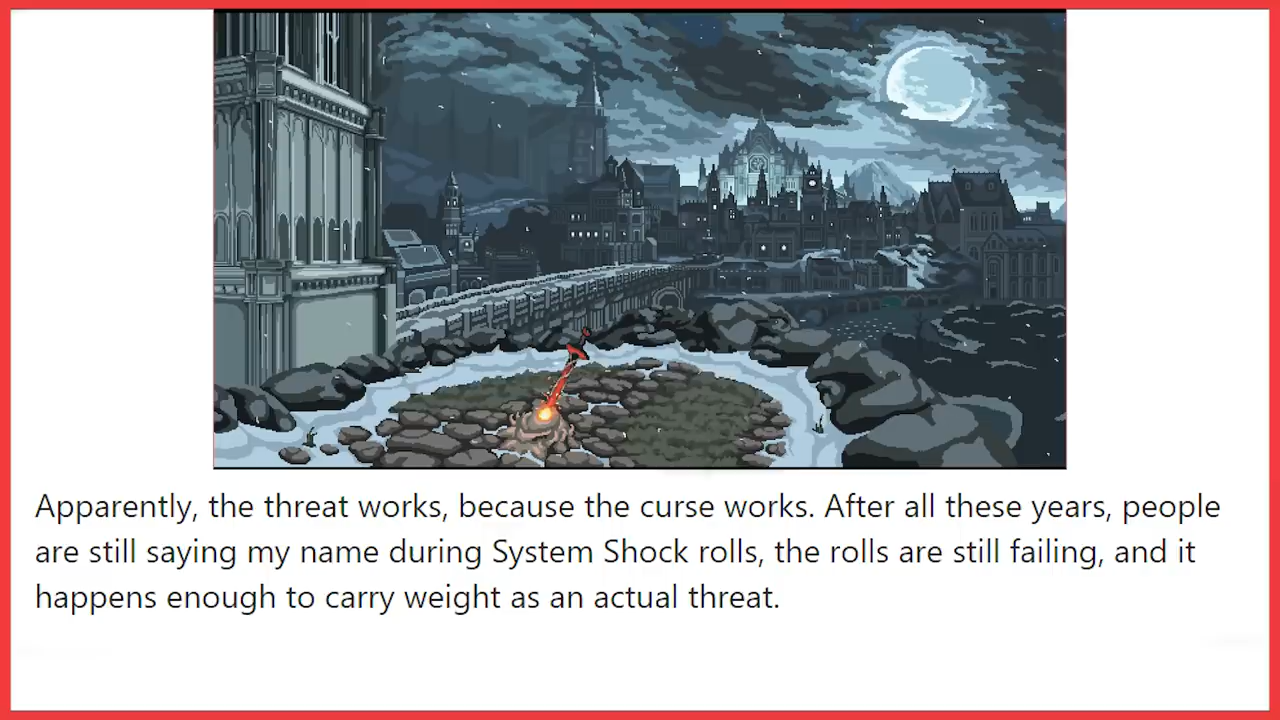 Apparently, the threat works, because the curse works. After all these years, people
are still saying my name during System Shock rolls, the rolls are still failing, and it
happens enough to carry weight as an actual threat.